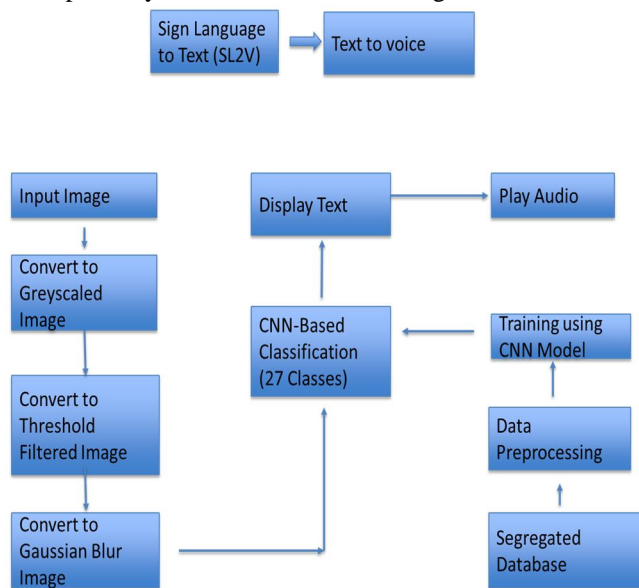 Sign Language
to Text (SL2V)
Text to voice
Input Image
Convert to
Greyscaled
Image
Convert to
Threshold
Filtered Image
Convert to
Gaussian Blur
Image
Display Text
Play Audio
CNN-Based
Classification
(27 Classes)
Training using
CNN Model
Data
Preprocessing
Segregated
Database